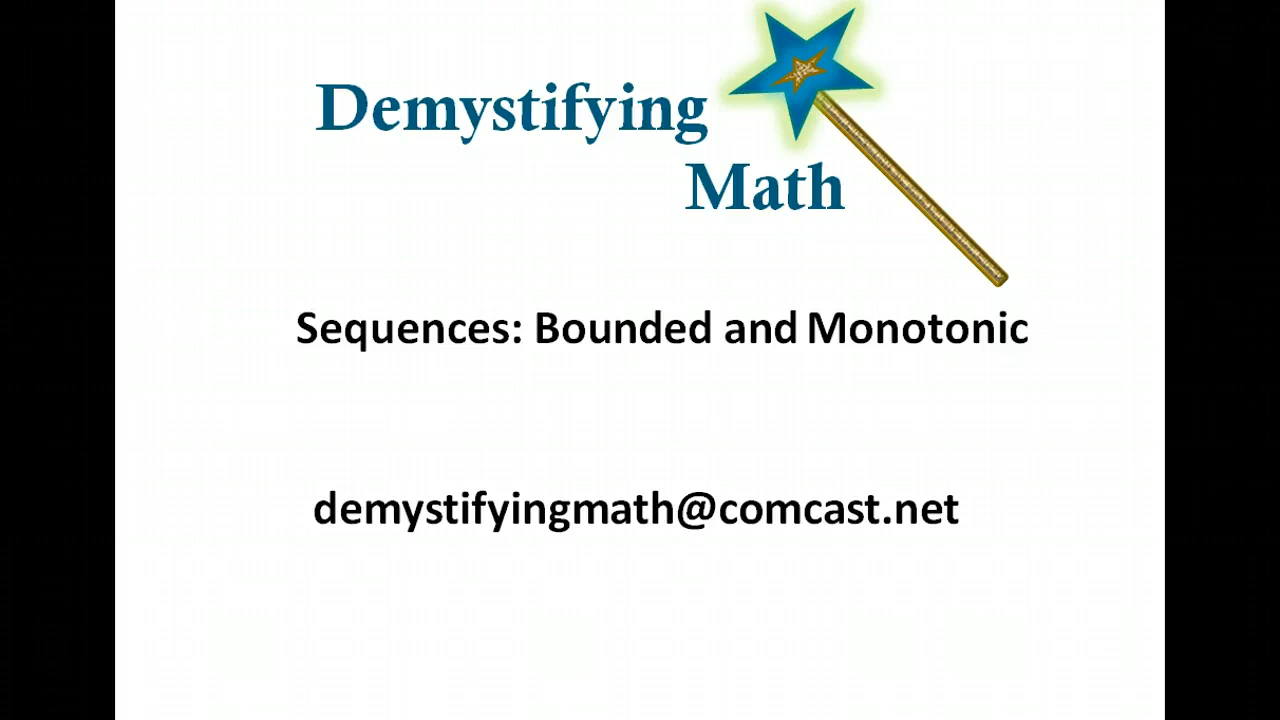 Demystifying
Math
Sequences: Bounded and Monotonic
demystifyingmath@comcast.net